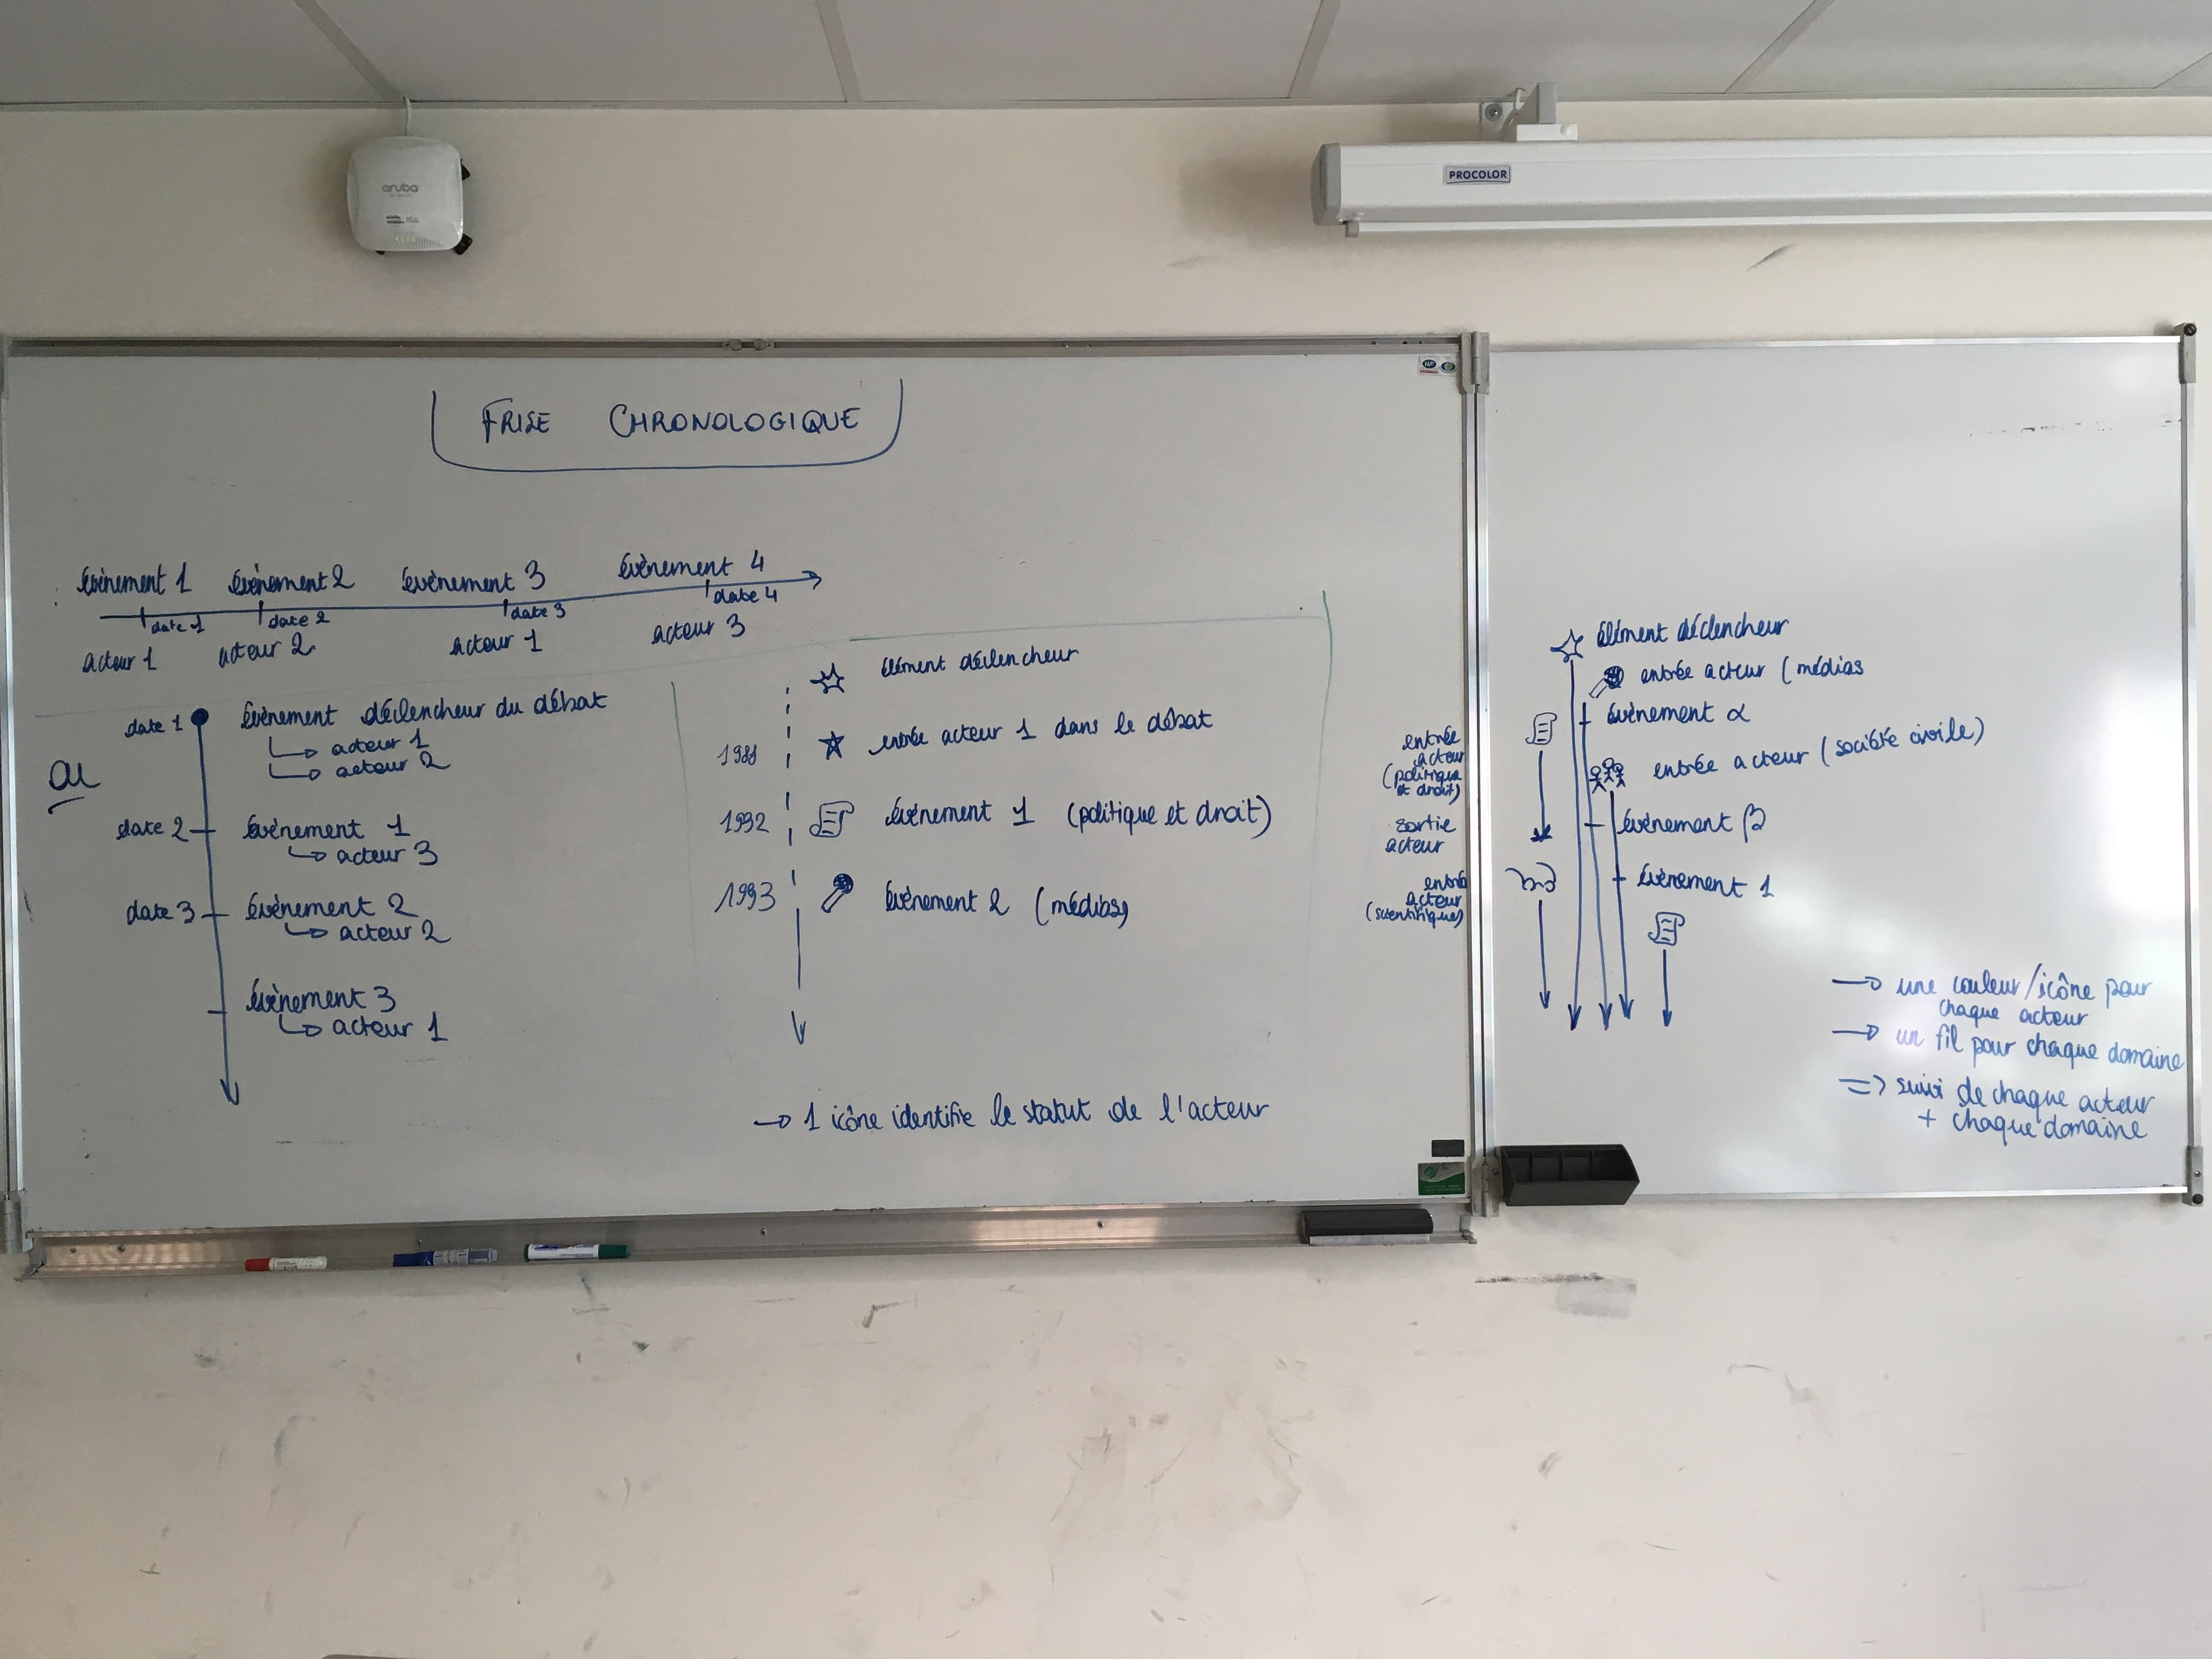 aruba
PROCOLOR
FRISE CHRONOLOGIQUE
évènement 1 évènement 2 évènement 3 évènement 4
date 1 date 2 date 3 date 4
acteur 1 acteur 2 acteur 1 acteur 3
ou
date 1 évènement déclencheur du débat
acteur 1
acteur 2
date 2 évènement 1
acteur 3
date 3 évènement 2
acteur 2
évènement 3
acteur 1
élément déclencheur
entrée acteur 1 dans le débat
1992 évènement 1 (politique et droit)
1993 évènement 2 (médias)
→ 1 icône identifie le statut de l'acteur
entrée
acteur
(politique
et droit)
sortie
acteur
entrée
acteur
(scientifique)
élément déclencheur
entrée acteur (médias
évènement α
entrée acteur (société civile)
évènement β
évènement 1
→ une couleur/icône pour
chaque acteur
→ un fil pour chaque domaine
=> suivi de chaque acteur
+ chaque domaine